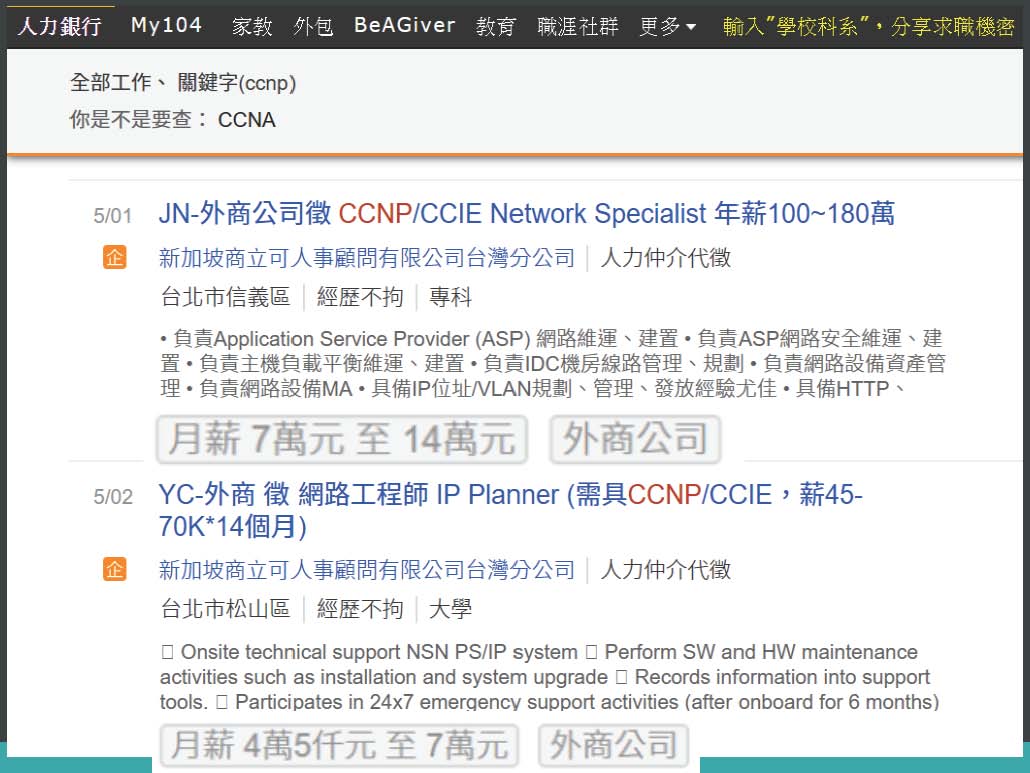 人力銀行 My104 家教 外包 BeAGiver 教育 職涯社群 更多 輸入"學校科系",分享求職機密
全部工作、 關鍵字(ccnp)
你是不是要查： CCNA
5/01 JN-外商公司徵 CCNP/CCIE Network Specialist 年薪100~180萬
企 新加坡商立可人事顧問有限公司台灣分公司 人力仲介代徵
台北市信義區 經歷不拘 專科
• 負責Application Service Provider (ASP) 網路維運、建置 • 負責ASP網路安全維運、建
置 • 負責主機負載平衡維運、建置 • 負責IDC機房線路管理、規劃 • 負責網路設備資產管
理 • 負責網路設備MA • 具備IP位址/VLAN規劃、管理、發放經驗尤佳 • 具備HTTP、
月薪 7萬元 至 14萬元 外商公司
5/02 YC-外商 徵 網路工程師 IP Planner (需具CCNP/CCIE，薪45-
70K*14個月)
企 新加坡商立可人事顧問有限公司台灣分公司 人力仲介代徵
台北市松山區 經歷不拘 大學
 Onsite technical support NSN PS/IP system  Perform SW and HW maintenance
activities such as installation and system upgrade  Records information into support
tools.  Participates in 24x7 emergency support activities (after onboard for 6 months)
月薪 4萬5仟元 至 7萬元 外商公司